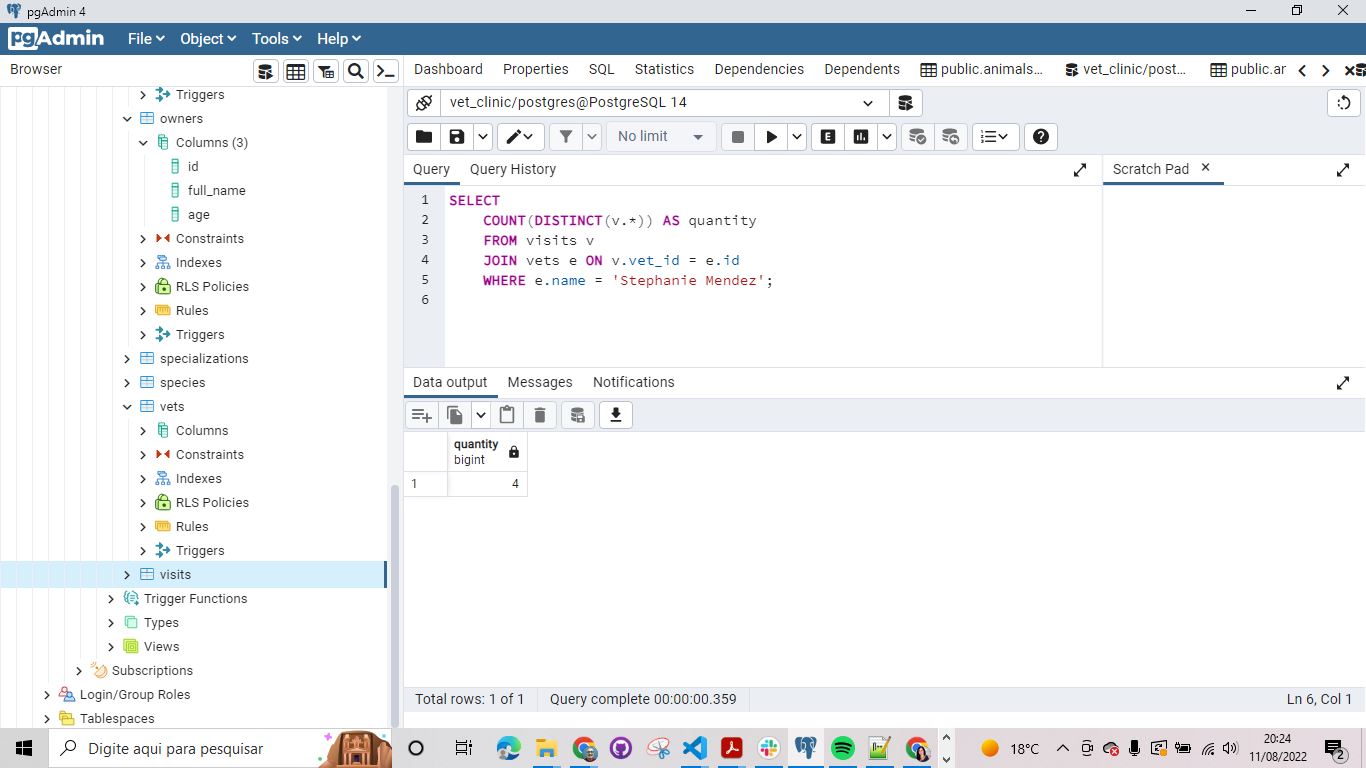 pgAdmin 4
pgAdmin File Object Tools Help
Browser
Dashboard Properties SQL Statistics Dependencies Dependents public.animals... vet_clinic/post... public.ar
Triggers
owners
Columns (3)
id
full_name
age
Constraints
Indexes
RLS Policies
Rules
Triggers
specializations
species
vets
Columns
Constraints
Indexes
RLS Policies
Rules
Triggers
visits
Trigger Functions
Types
Views
Subscriptions
Login/Group Roles
Tablespaces
vet_clinic/postgres@PostgreSQL 14
No limit
E
Query Query History
Scratch Pad
1 SELECT
2 COUNT(DISTINCT(v.*)) AS quantity
3 FROM visits v
4 JOIN vets e ON v.vet_id = e.id
5 WHERE e.name = 'Stephanie Mendez';
6
Data output Messages Notifications
quantity
bigint
1 4
Total rows: 1 of 1 Query complete 00:00:00.359 Ln 6, Col 1
Digite aqui para pesquisar
18°C
20:24
11/08/2022
2